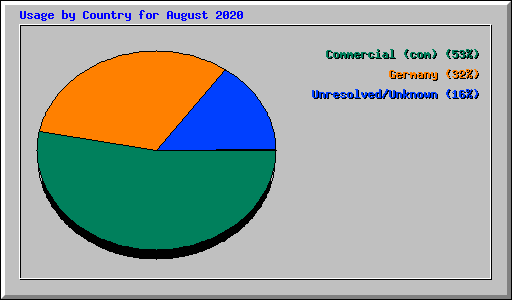 Usage by Country for August 2020
Commercial (com) (53%)
Germany (32%)
Unresolved/Unknown (16%)